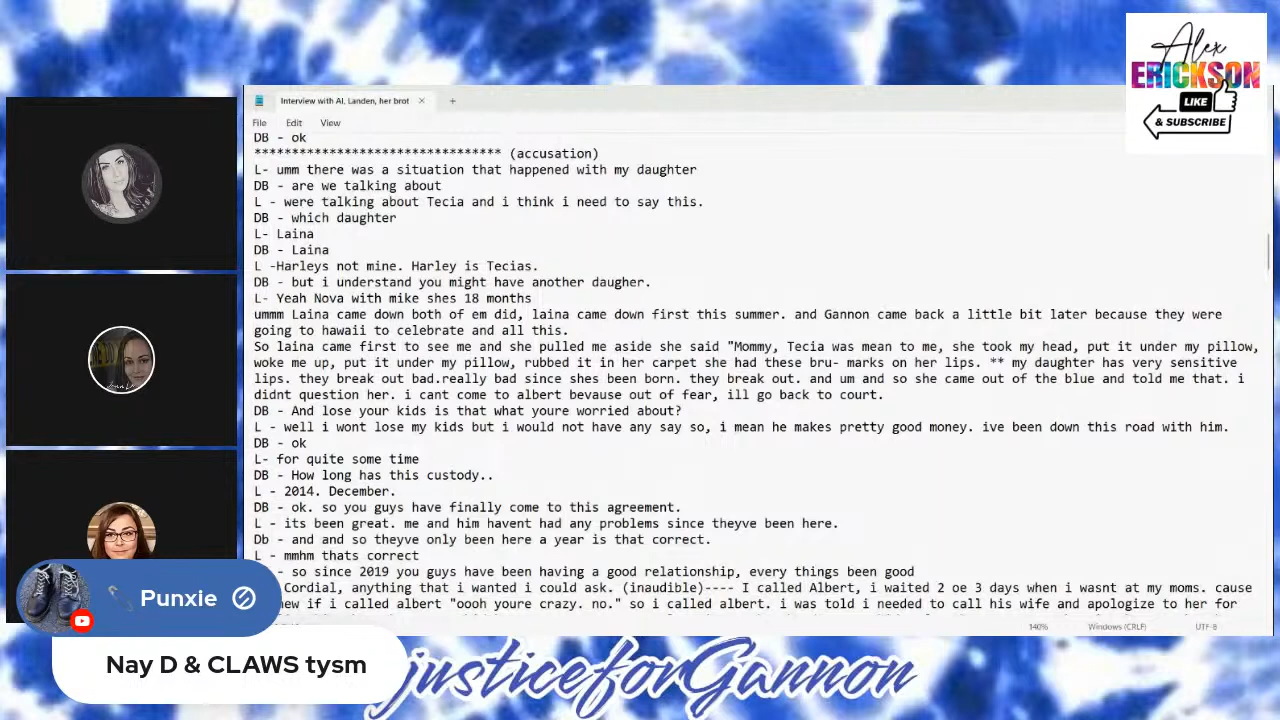 Alex
ERICKSON
LIKE
& SUBSCRIBE
Interview with Al, Landen, her brot
File Edit View
DB - ok
********************************* (accusation)
L- umm there was a situation that happened with my daughter
DB - are we talking about
L - were talking about Tecia and i think i need to say this.
DB - which daughter
L- Laina
DB - Laina
L -Harleys not mine. Harley is Tecias.
DB - but i understand you might have another daugher.
L- Yeah Nova with mike shes 18 months
ummm Laina came down both of em did, laina came down first this summer. and Gannon came back a little bit later because they were
going to hawaii to celebrate and all this.
So laina came first to see me and she pulled me aside she said "Mommy, Tecia was mean to me, she took my head, put it under my pillow,
woke me up, put it under my pillow, rubbed it in her carpet she had these bru- marks on her lips. ** my daughter has very sensitive
lips. they break out bad.really bad since shes been born. they break out. and um and so she came out of the blue and told me that. i
didnt question her. i cant come to albert bevause out of fear, ill go back to court.
DB - And lose your kids is that what youre worried about?
L - well i wont lose my kids but i would not have any say so, i mean he makes pretty good money. ive been down this road with him.
DB - ok
L- for quite some time
DB - How long has this custody..
L - 2014. December.
DB - ok. so you guys have finally come to this agreement.
L - its been great. me and him havent had any problems since theyve been here.
Db - and and so theyve only been here a year is that correct.
L - mmhm thats correct
- so since 2019 you guys have been having a good relationship, every things been good
Cordial, anything that i wanted i could ask. (inaudible)---- I called Albert, i waited 2 oe 3 days when i wasnt at my moms. cause
if i called albert "oooh youre crazy. no." so i called albert. i was told i needed to call his wife and apologize to her for
140% Windows (CRLF) UTF-8
Punxie
Nay D & CLAWS tysm
justiceforGannon